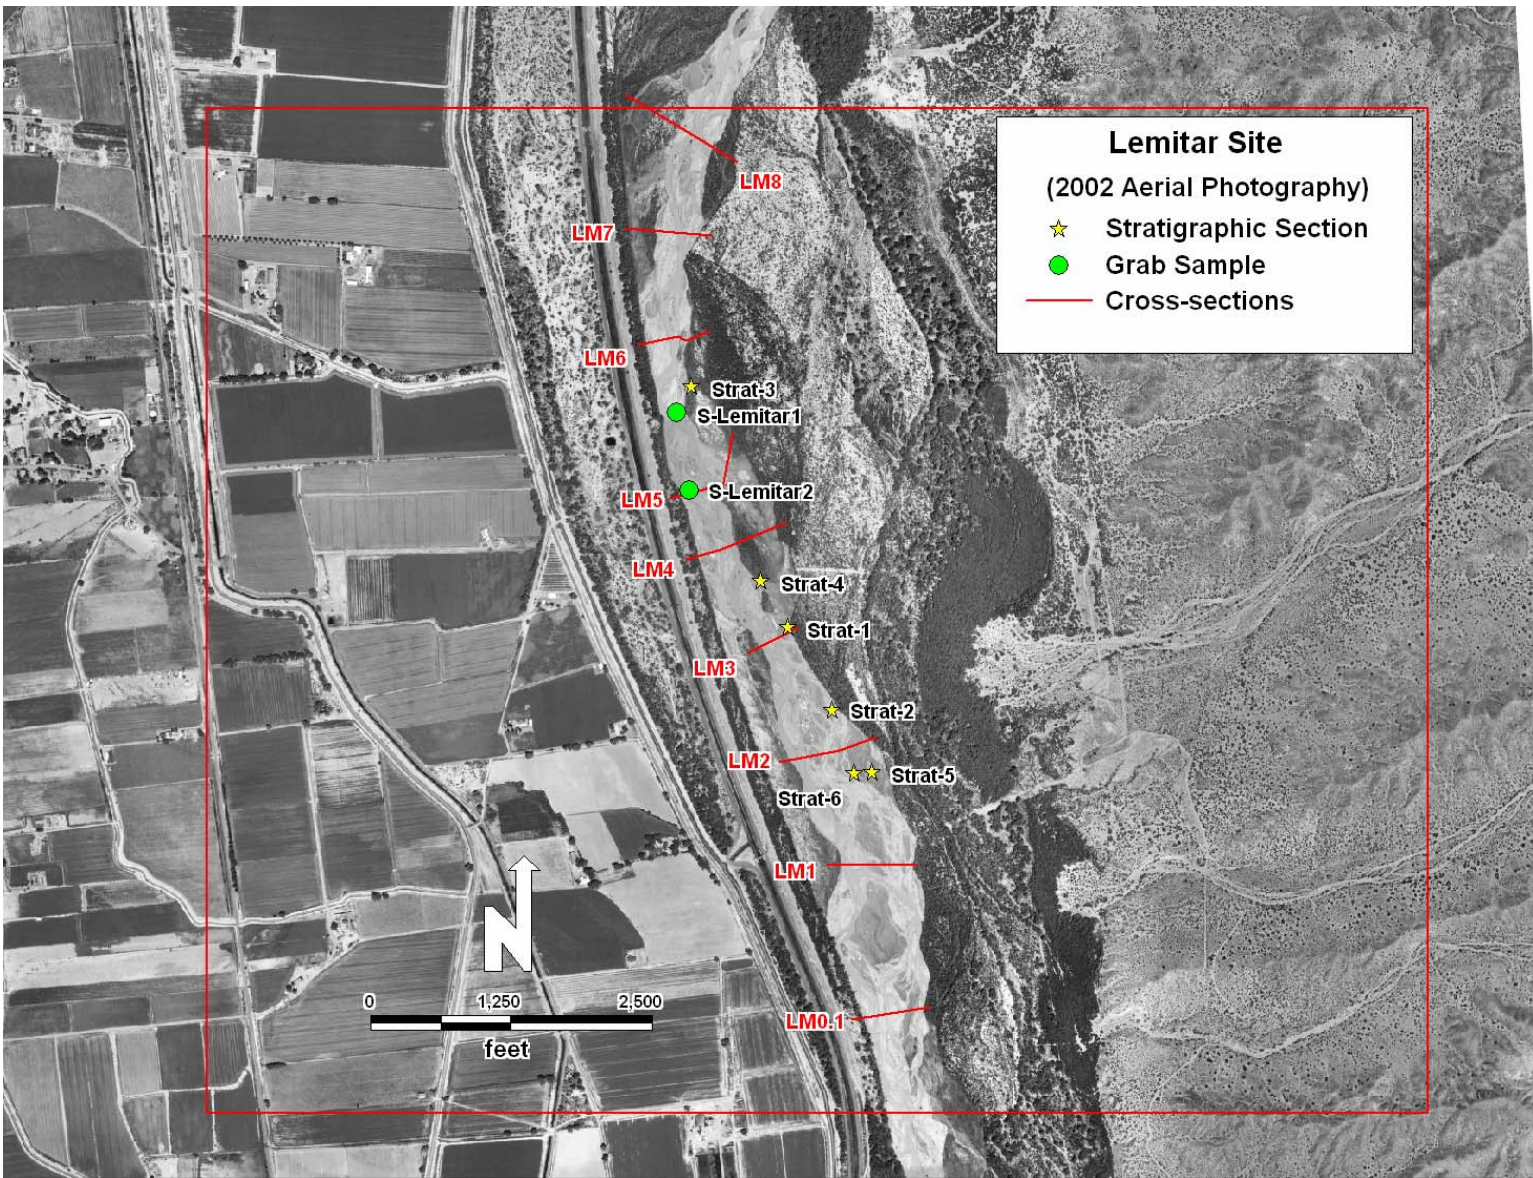 Lemitar Site
(2002 Aerial Photography)
Stratigraphic Section
Grab Sample
Cross-sections
LM8
LM7
LM6
Strat-3
S-Lemitar1
LM5
S-Lemitar2
LM4
Strat-4
Strat-1
LM3
Strat-2
LM2
Strat-5
Strat-6
LM1
N
0 1,250 2,500
feet
LM0.1